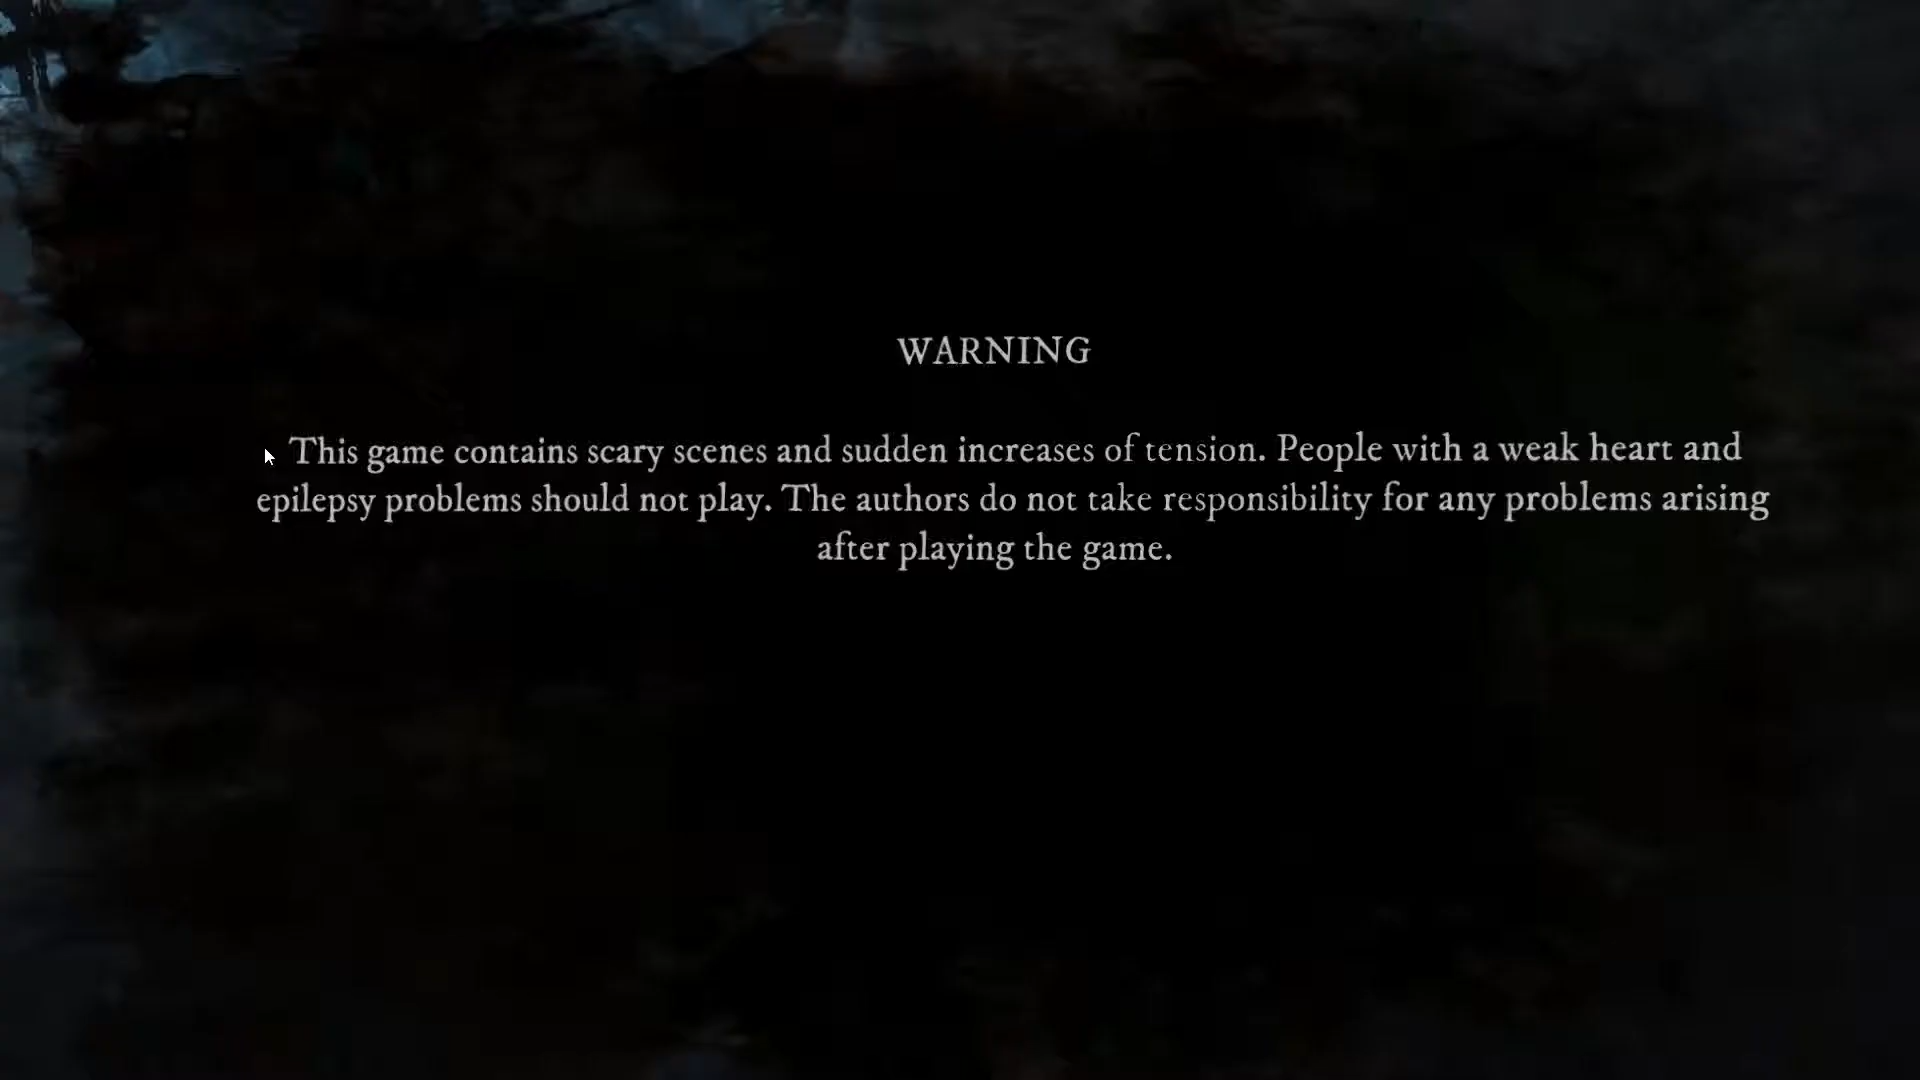 WARNING
This game contains scary scenes and sudden increases of tension. People with a weak heart and
epilepsy problems should not play. The authors do not take responsibility for any problems arising
after playing the game.